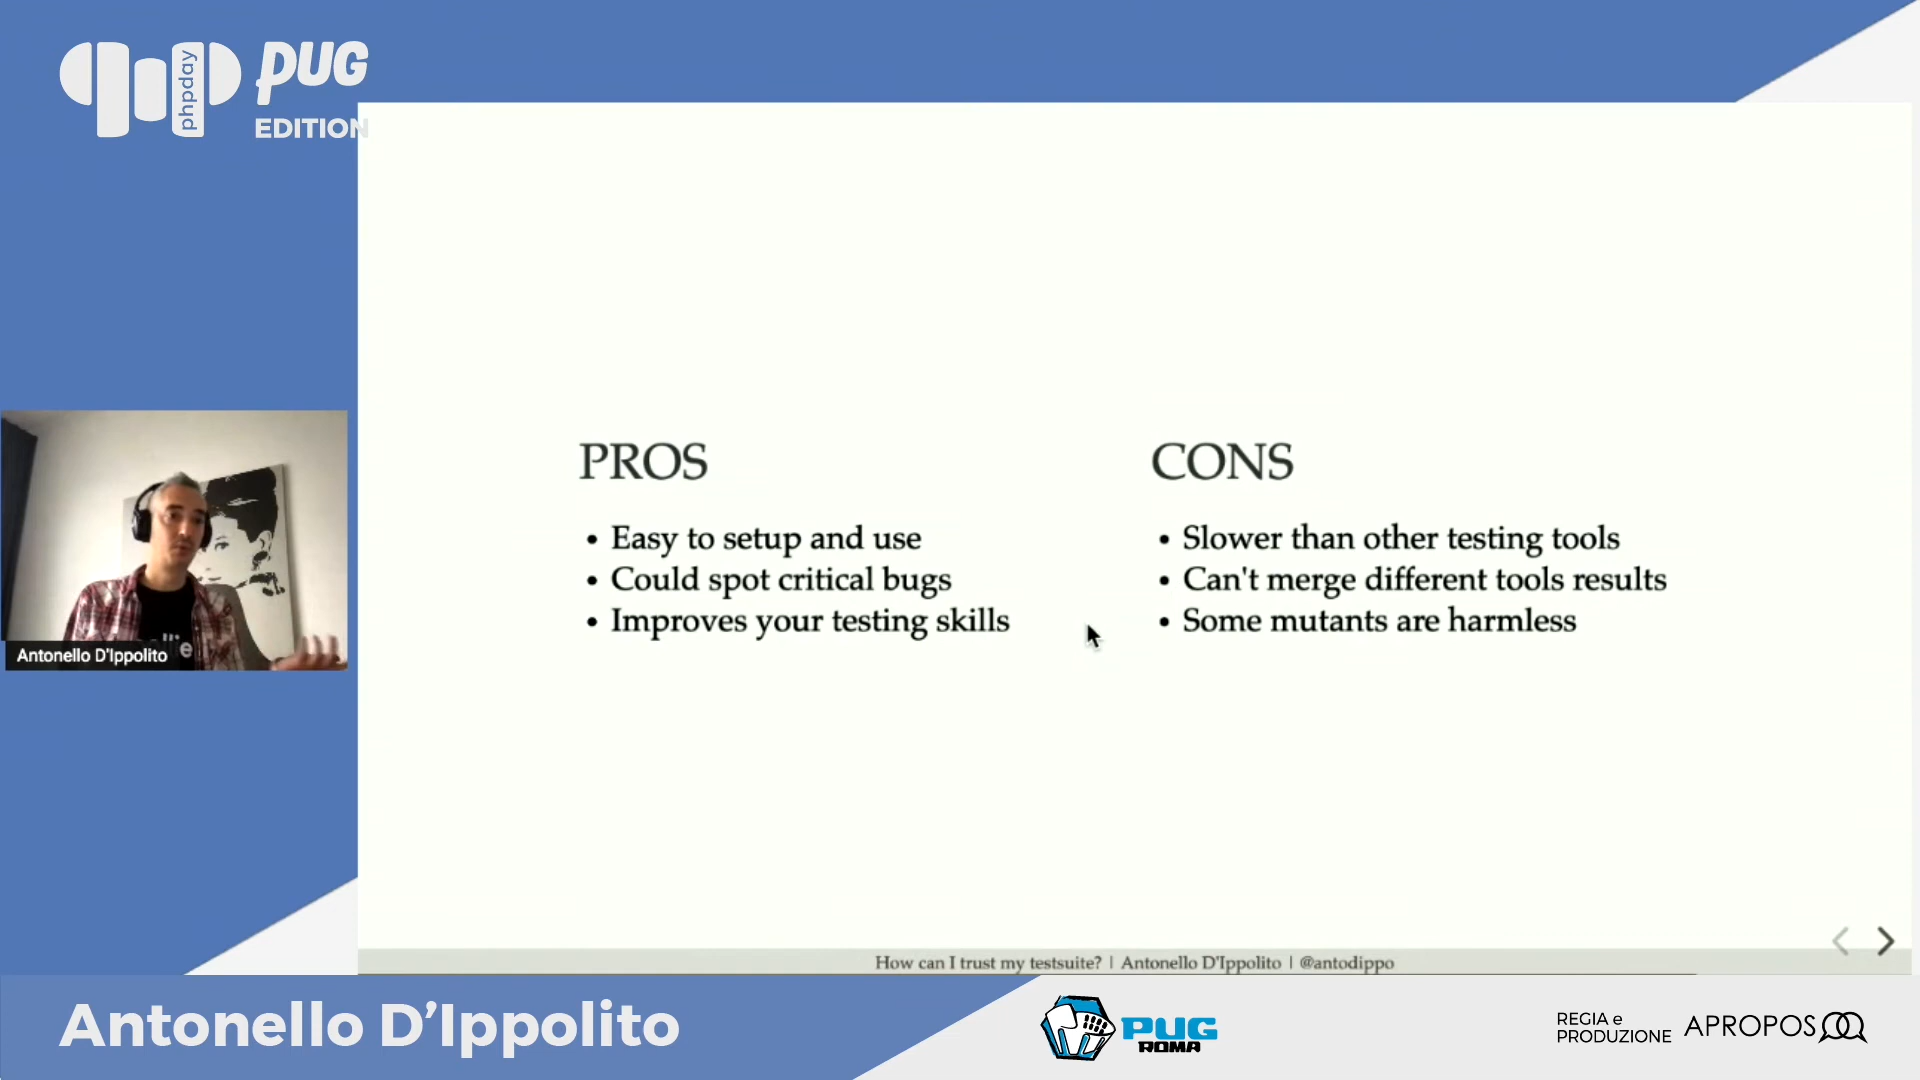 phpday
PUG
EDITION
PROS
• Easy to setup and use
• Could spot critical bugs
• Improves your testing skills
CONS
• Slower than other testing tools
• Can't merge different tools results
• Some mutants are harmless
Antonello D'Ippolito
How can I trust my testsuite? | Antonello D'Ippolito | @antodippo
Antonello D’Ippolito
PUG
ROMA
REGIA e
PRODUZIONE
APROPOS